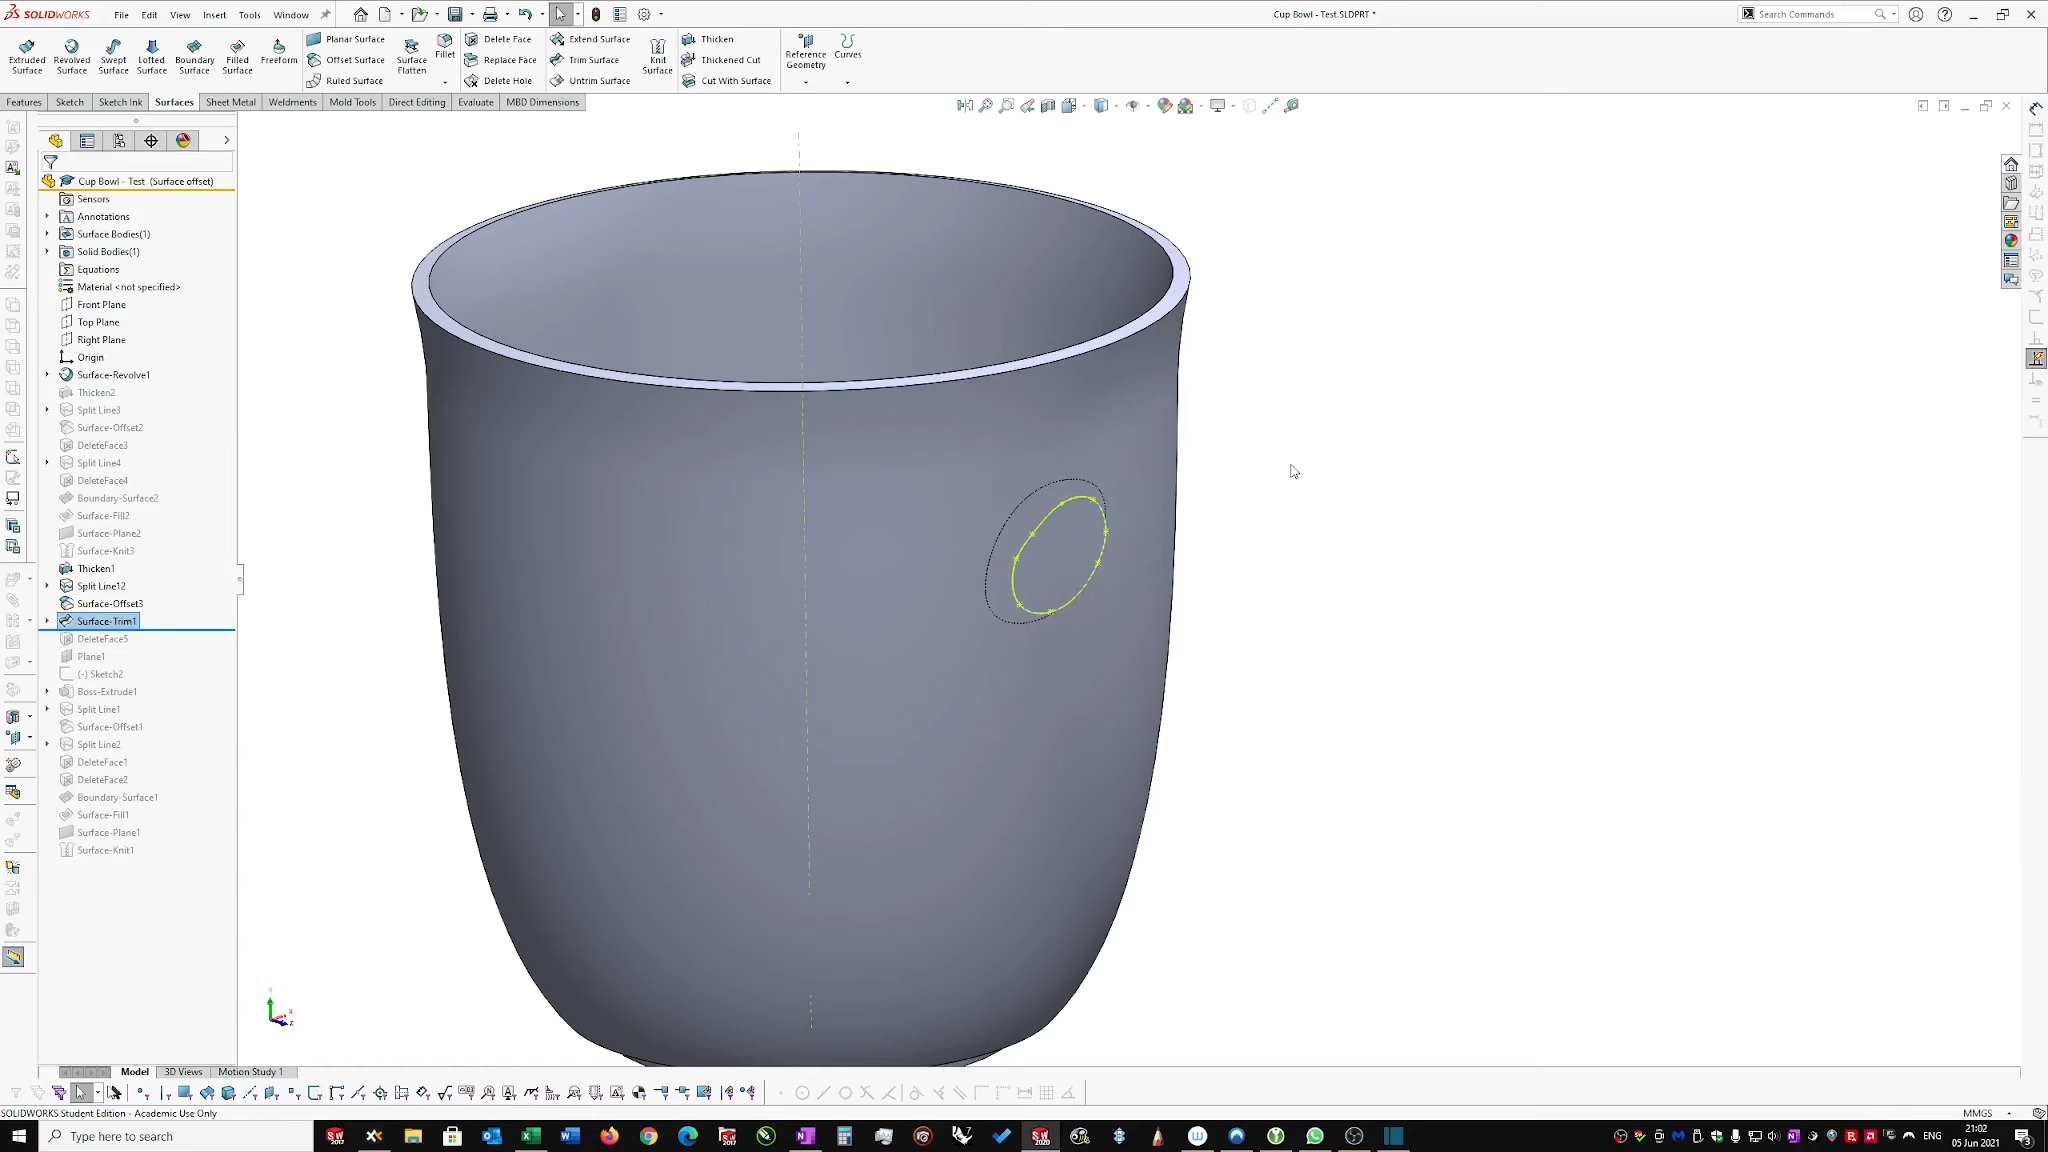 SOLIDWORKS
File Edit View Insert Tools Window
Cup Bowl - Test.SLDPRT *
Search Commands
Extruded Surface
Revolved Surface
Swept Surface
Lofted Surface
Boundary Surface
Filled Surface
Freeform
Planar Surface
Offset Surface
Ruled Surface
Surface Flatten
Fillet
Delete Face
Replace Face
Delete Hole
Extend Surface
Trim Surface
Untrim Surface
Knit Surface
Thicken
Thickened Cut
Cut With Surface
Reference Geometry
Curves
Features Sketch Sketch Ink Surfaces Sheet Metal Weldments Mold Tools Direct Editing Evaluate MBD Dimensions
Cup Bowl - Test (Surface offset)
Sensors
Annotations
Surface Bodies(1)
Solid Bodies(1)
Equations
Material <not specified>
Front Plane
Top Plane
Right Plane
Origin
Surface-Revolve1
Thicken2
Split Line3
Surface-Offset2
DeleteFace3
Split Line4
DeleteFace4
Boundary-Surface2
Surface-Fill2
Surface-Plane2
Surface-Knit3
Thicken1
Split Line12
Surface-Offset3
Surface-Trim1
DeleteFace5
Plane1
(-) Sketch2
Boss-Extrude1
Split Line1
Surface-Offset1
Split Line2
DeleteFace1
DeleteFace2
Boundary-Surface1
Surface-Fill1
Surface-Plane1
Surface-Knit1
Model 3D Views Motion Study 1
SOLIDWORKS Student Edition - Academic Use Only
MMGS
Type here to search
ENG
21:02
05 Jun 2021